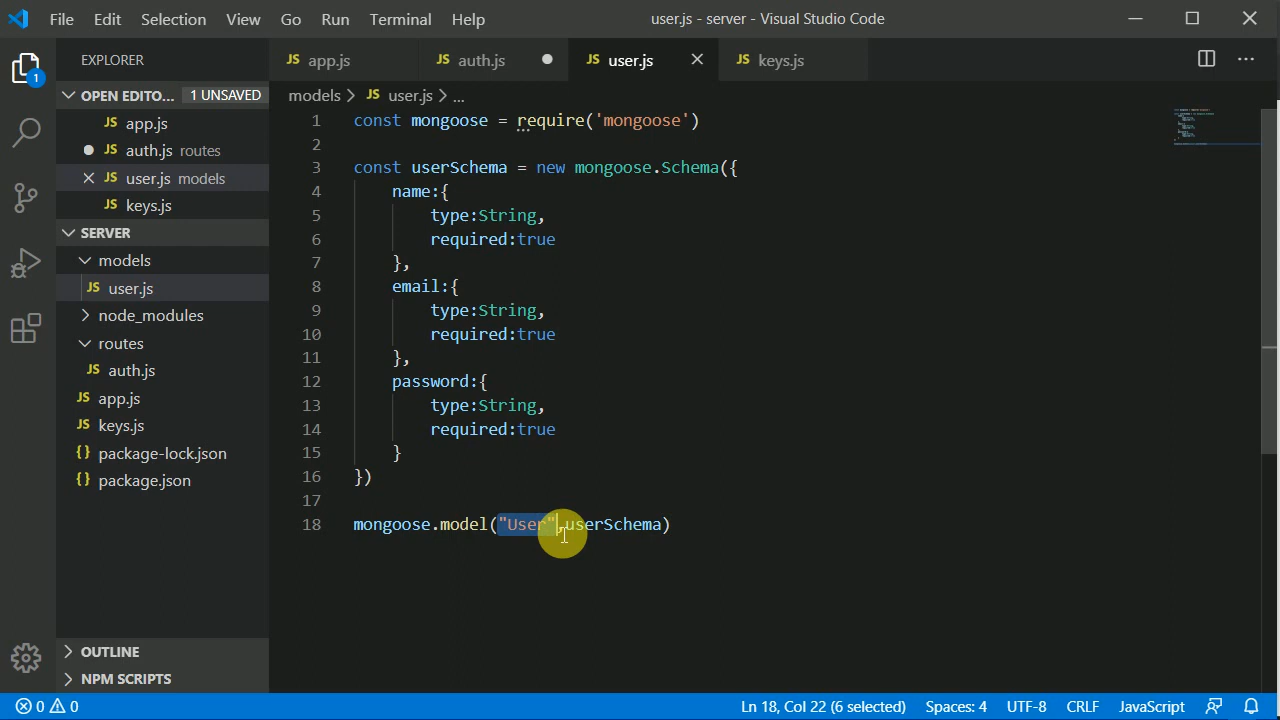 File Edit Selection View Go Run Terminal Help user.js - server - Visual Studio Code
1 EXPLORER JS app.js JS auth.js JS user.js JS keys.js
OPEN EDITO... 1 UNSAVED
JS app.js
JS auth.js routes
JS user.js models
JS keys.js
SERVER
models
JS user.js
node_modules
routes
JS auth.js
JS app.js
JS keys.js
{} package-lock.json
{} package.json
OUTLINE
NPM SCRIPTS
models > JS user.js > ...
1 const mongoose = require('mongoose')
2
3 const userSchema = new mongoose.Schema({
4 name:{
5 type:String,
6 required:true
7 },
8 email:{
9 type:String,
10 required:true
11 },
12 password:{
13 type:String,
14 required:true
15 }
16 })
17
18 mongoose.model("User",userSchema)
0 0 Ln 18, Col 22 (6 selected) Spaces: 4 UTF-8 CRLF JavaScript